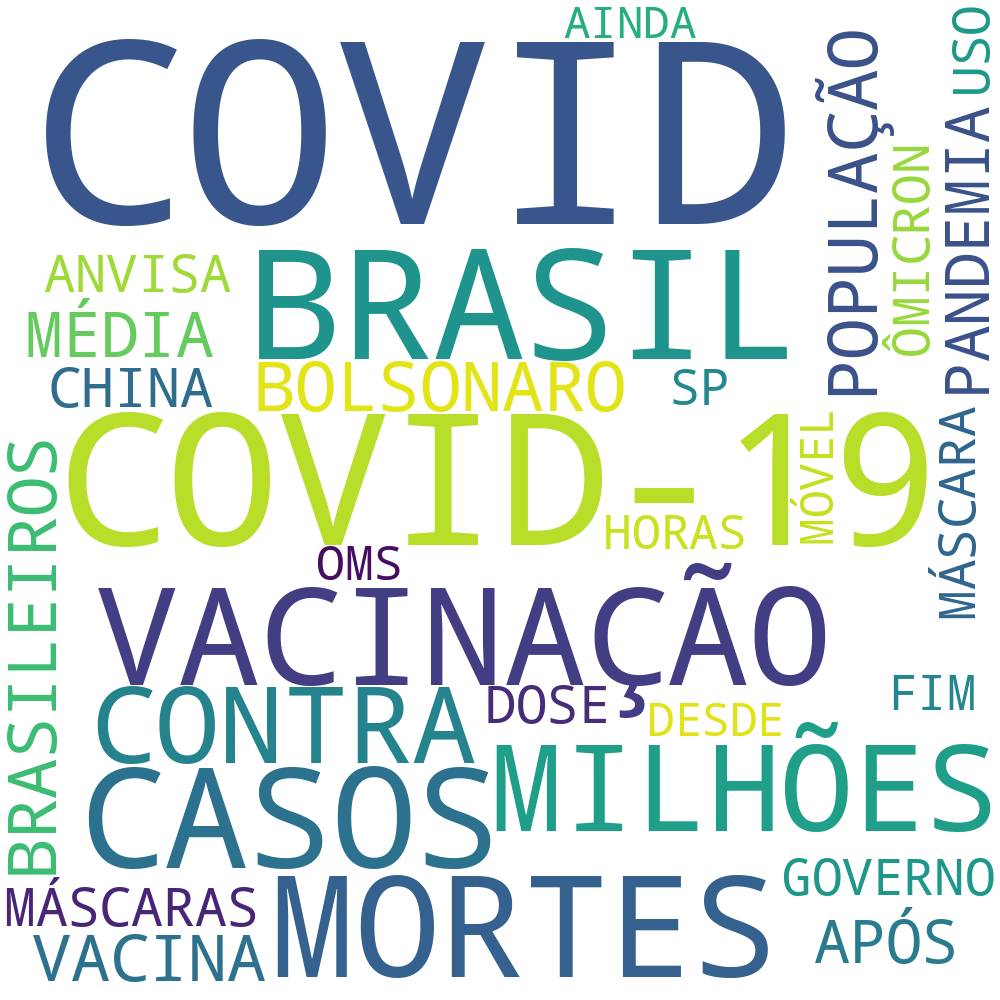 AINDA
COVID
POPULAÇÃO
USO
ÔMICRON
PANDEMIA
ANVISA
BRASIL
MÉDIA
CHINA
BOLSONARO
SP
COVID-19
MÓVEL
MÁSCARA
BRASILEIROS
HORAS
OMS
VACINAÇÃO
CONTRA
DOSE
DESDE
FIM
CASOS
MILHÕES
MÁSCARAS
MORTES
GOVERNO
VACINA
APÓS